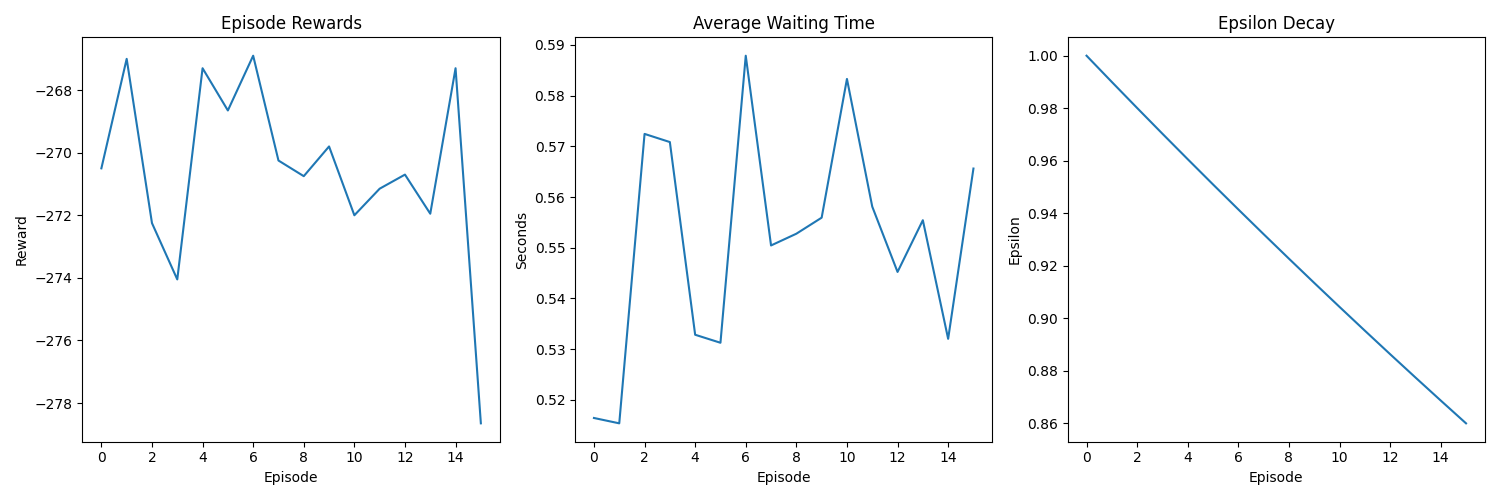 Episode Rewards
Reward
−268
−270
−272
−274
−276
−278
0 2 4 6 8 10 12 14
Episode
Average Waiting Time
Seconds
0.59
0.58
0.57
0.56
0.55
0.54
0.53
0.52
0 2 4 6 8 10 12 14
Episode
Epsilon Decay
Epsilon
1.00
0.98
0.96
0.94
0.92
0.90
0.88
0.86
0 2 4 6 8 10 12 14
Episode